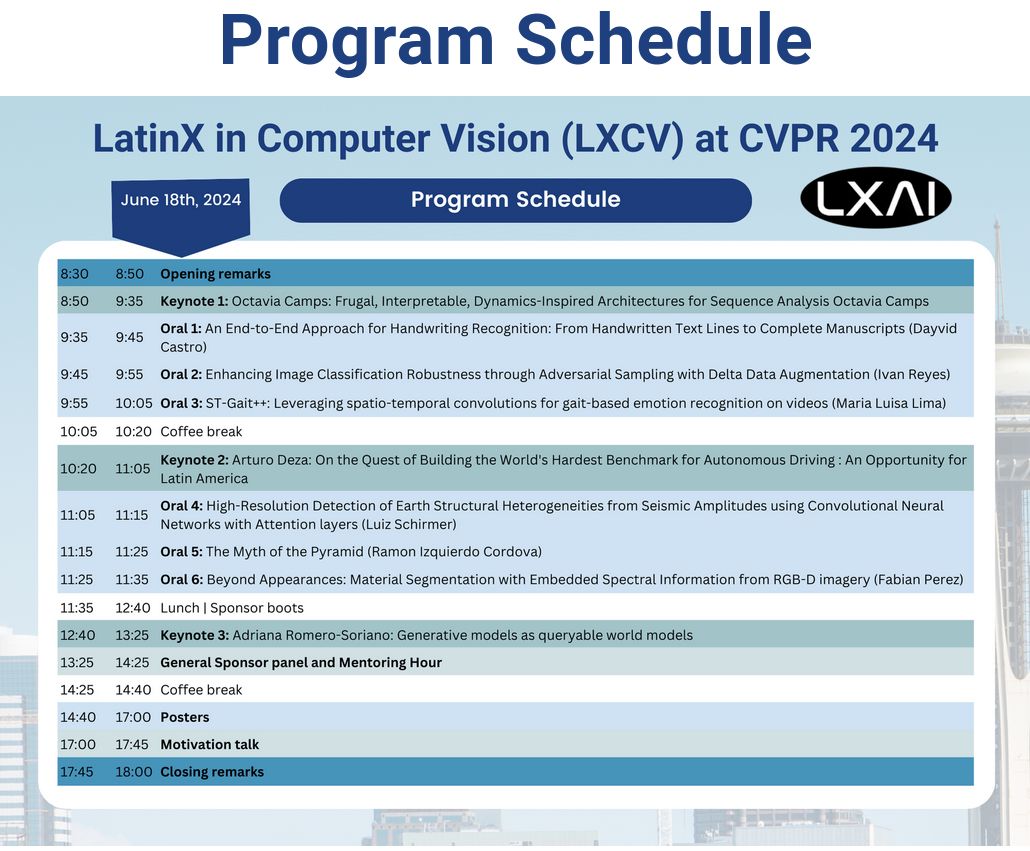 Program Schedule
LatinX in Computer Vision (LXCV) at CVPR 2024
June 18th, 2024
Program Schedule
LXAI
8:30 8:50 Opening remarks
8:50 9:35 Keynote 1: Octavia Camps: Frugal, Interpretable, Dynamics-Inspired Architectures for Sequence Analysis Octavia Camps
9:35 9:45 Oral 1: An End-to-End Approach for Handwriting Recognition: From Handwritten Text Lines to Complete Manuscripts (Dayvid
Castro)
9:45 9:55 Oral 2: Enhancing Image Classification Robustness through Adversarial Sampling with Delta Data Augmentation (Ivan Reyes)
9:55 10:05 Oral 3: ST-Gait++: Leveraging spatio-temporal convolutions for gait-based emotion recognition on videos (Maria Luisa Lima)
10:05 10:20 Coffee break
10:20 11:05 Keynote 2: Arturo Deza: On the Quest of Building the World's Hardest Benchmark for Autonomous Driving : An Opportunity for
Latin America
11:05 11:15 Oral 4: High-Resolution Detection of Earth Structural Heterogeneities from Seismic Amplitudes using Convolutional Neural
Networks with Attention layers (Luiz Schirmer)
11:15 11:25 Oral 5: The Myth of the Pyramid (Ramon Izquierdo Cordova)
11:25 11:35 Oral 6: Beyond Appearances: Material Segmentation with Embedded Spectral Information from RGB-D imagery (Fabian Perez)
11:35 12:40 Lunch | Sponsor boots
12:40 13:25 Keynote 3: Adriana Romero-Soriano: Generative models as queryable world models
13:25 14:25 General Sponsor panel and Mentoring Hour
14:25 14:40 Coffee break
14:40 17:00 Posters
17:00 17:45 Motivation talk
17:45 18:00 Closing remarks